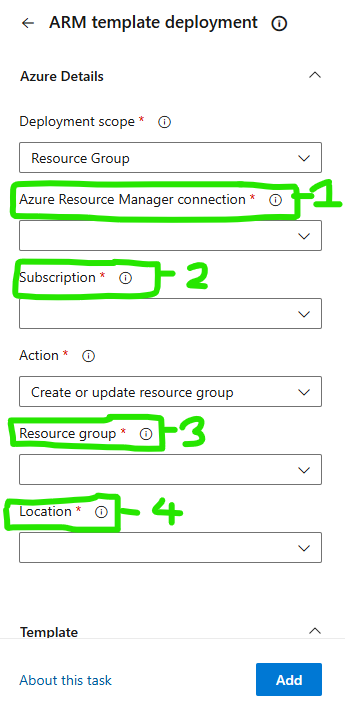 ARM template deployment
Azure Details
Deployment scope *
Resource Group
Azure Resource Manager connection * 1
Subscription * 2
Action *
Create or update resource group
Resource group * 3
Location * 4
Template
About this task Add